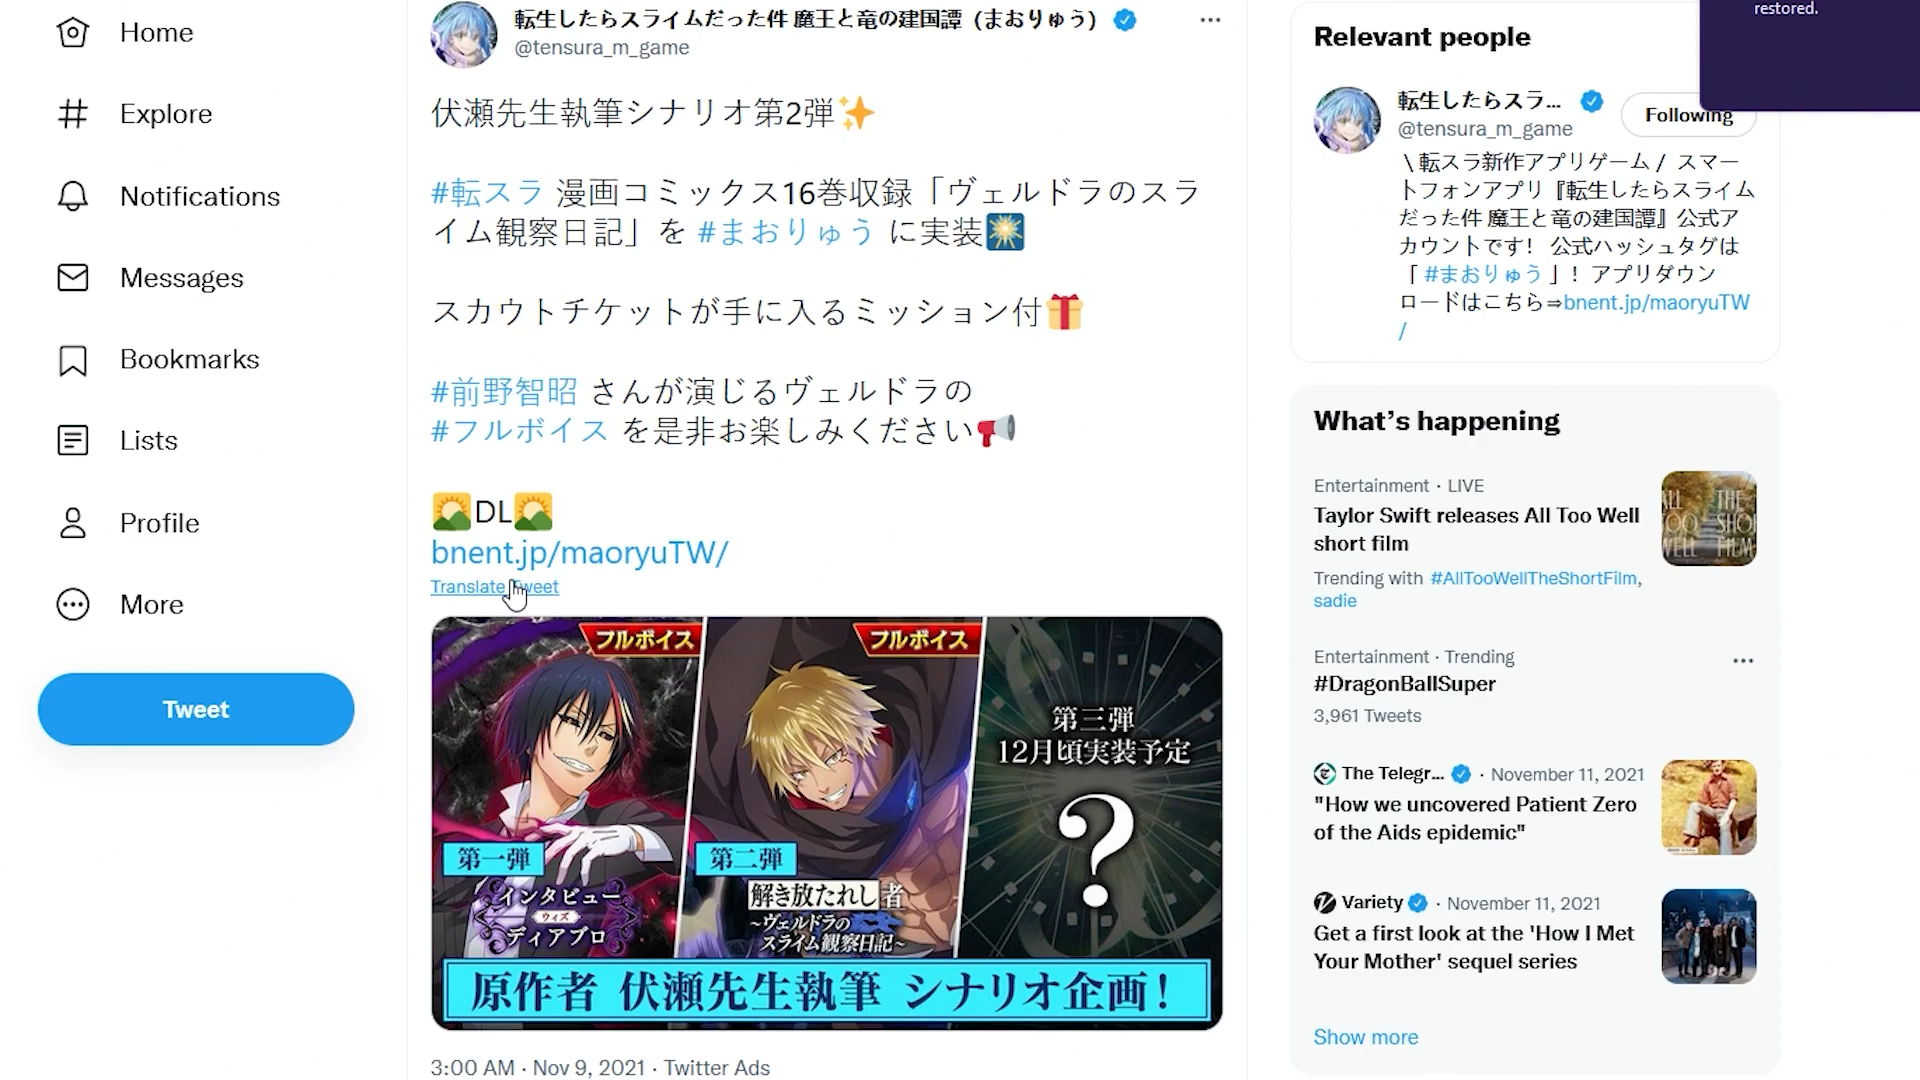 Home
Explore
Notifications
Messages
Bookmarks
Lists
Profile
More
Tweet
転生したらスライムだった件 魔王と竜の建国譚（まおりゅう）
@tensura_m_game
伏瀬先生執筆シナリオ第2弾✨
#転スラ 漫画コミックス16巻収録「ヴェルドラのスラ
イム観察日記」を #まおりゅう に実装🎆
スカウトチケットが手に入るミッション付🎁
#前野智昭 さんが演じるヴェルドラの
#フルボイス を是非お楽しみください📣
🌄DL🌄
bnent.jp/maoryuTW/
Translate Tweet
フルボイス
第一弾
インタビュー
ウィズ
ディアブロ
フルボイス
第二弾
解き放たれし者
~ヴェルドラの
スライム観察日記~
第三弾
12月頃実装予定
?
原作者 伏瀬先生執筆 シナリオ企画!
3:00 AM · Nov 9, 2021 · Twitter Ads
restored.
Relevant people
転生したらスラ...
@tensura_m_game
Following
\ 転スラ新作アプリゲーム / スマー
トフォンアプリ『転生したらスライム
だった件 魔王と竜の建国譚』公式ア
カウントです! 公式ハッシュタグは
「 #まおりゅう 」! アプリダウン
ロードはこちら⇒bnent.jp/maoryuTW
/
What’s happening
Entertainment · LIVE
Taylor Swift releases All Too Well
short film
Trending with #AllTooWellTheShortFilm,
sadie
ALL THE
TOO SHO
WELL FILM
Entertainment · Trending
#DragonBallSuper
3,961 Tweets
The Telegr... · November 11, 2021
"How we uncovered Patient Zero
of the Aids epidemic"
Variety · November 11, 2021
Get a first look at the 'How I Met
Your Mother' sequel series
Show more